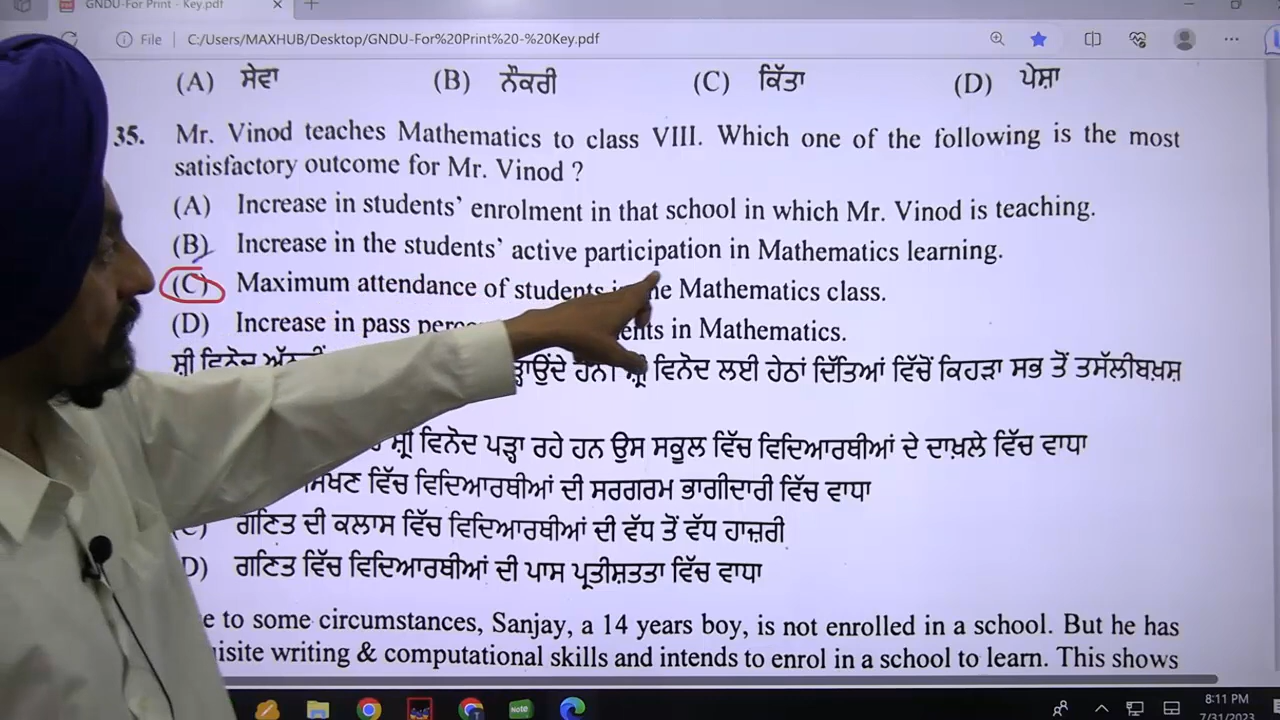 GNDU-For Print - Key.pdf
File C:/Users/MAXHUB/Desktop/GNDU-For%20Print%20-%20Key.pdf
(A) ਸੇਵਾ (B) ਨੌਕਰੀ (C) ਕਿੱਤਾ (D) ਪੇਸ਼ਾ
35. Mr. Vinod teaches Mathematics to class VIII. Which one of the following is the most
satisfactory outcome for Mr. Vinod ?
(A) Increase in students' enrolment in that school in which Mr. Vinod is teaching.
(B) Increase in the students' active participation in Mathematics learning.
(C) Maximum attendance of students Mathematics class.
(D) Increase in pass in Mathematics.
ਸ਼੍ਰੀ ਵਿਨੋਦ ਹਨ। ਸ਼੍ਰੀ ਵਿਨੋਦ ਲਈ ਹੇਠਾਂ ਦਿੱਤਿਆਂ ਵਿੱਚੋਂ ਕਿਹੜਾ ਸਭ ਤੋਂ ਤਸੱਲੀਬਖ਼ਸ਼
ਸ਼੍ਰੀ ਵਿਨੋਦ ਪੜ੍ਹਾ ਰਹੇ ਹਨ ਉਸ ਸਕੂਲ ਵਿੱਚ ਵਿਦਿਆਰਥੀਆਂ ਦੇ ਦਾਖ਼ਲੇ ਵਿੱਚ ਵਾਧਾ
ਵਿੱਚ ਵਿਦਿਆਰਥੀਆਂ ਦੀ ਸਰਗਰਮ ਭਾਗੀਦਾਰੀ ਵਿੱਚ ਵਾਧਾ
(C) ਗਣਿਤ ਦੀ ਕਲਾਸ ਵਿੱਚ ਵਿਦਿਆਰਥੀਆਂ ਦੀ ਵੱਧ ਤੋਂ ਵੱਧ ਹਾਜ਼ਰੀ
D) ਗਣਿਤ ਵਿੱਚ ਵਿਦਿਆਰਥੀਆਂ ਦੀ ਪਾਸ ਪ੍ਰਤੀਸ਼ਤਤਾ ਵਿੱਚ ਵਾਧਾ
to some circumstances, Sanjay, a 14 years boy, is not enrolled in a school. But he has
writing & computational skills and intends to enrol in a school to learn. This shows
Note
8:11 PM
7/31/2023